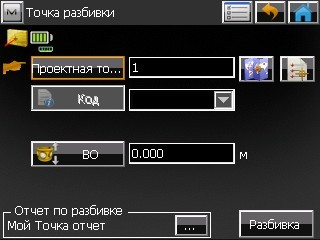 M Точка разбивки
Проектная то... 1
Код
ВО 0.000 м
Отчет по разбивке
Мой Точка отчет ... Разбивка